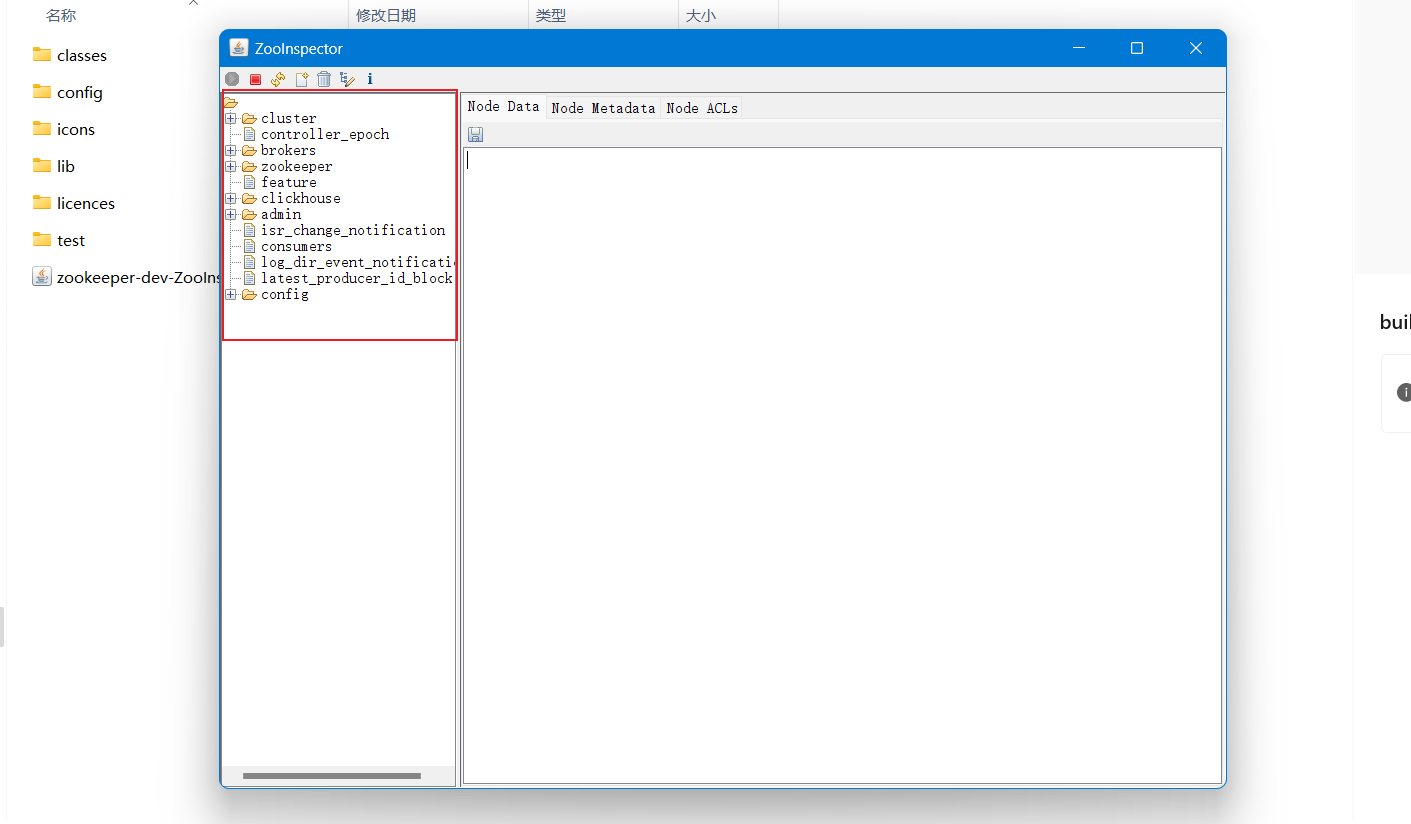 名称
修改日期
类型
大小
classes
config
icons
lib
licences
test
zookeeper-dev-ZooIns
ZooInspector
cluster
controller_epoch
brokers
zookeeper
feature
clickhouse
admin
isr_change_notification
consumers
log_dir_event_notificatio
latest_producer_id_block
config
Node Data
Node Metadata
Node ACLs
buil